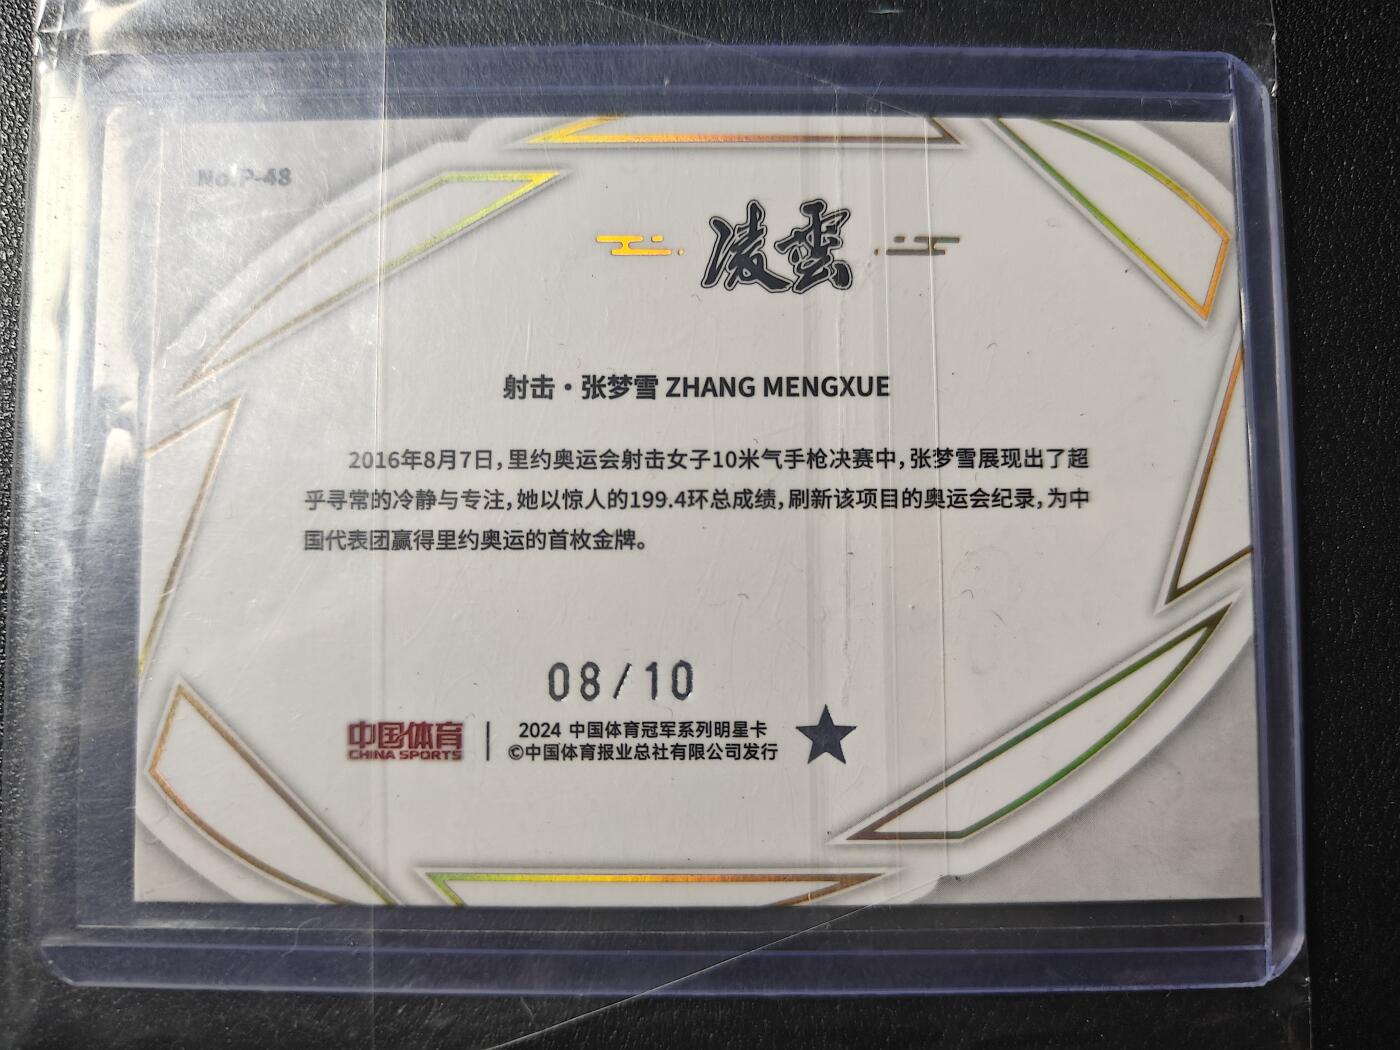 No.P-48
凌雲
射击·张梦雪 ZHANG MENGXUE
2016年8月7日,里约奥运会射击女子10米气手枪决赛中,张梦雪展现出了超
乎寻常的冷静与专注,她以惊人的199.4环总成绩,刷新该项目的奥运会纪录,为中
国代表团赢得里约奥运的首枚金牌。
08/10
中国体育
CHINA SPORTS
2024 中国体育冠军系列明星卡
©中国体育报业总社有限公司发行